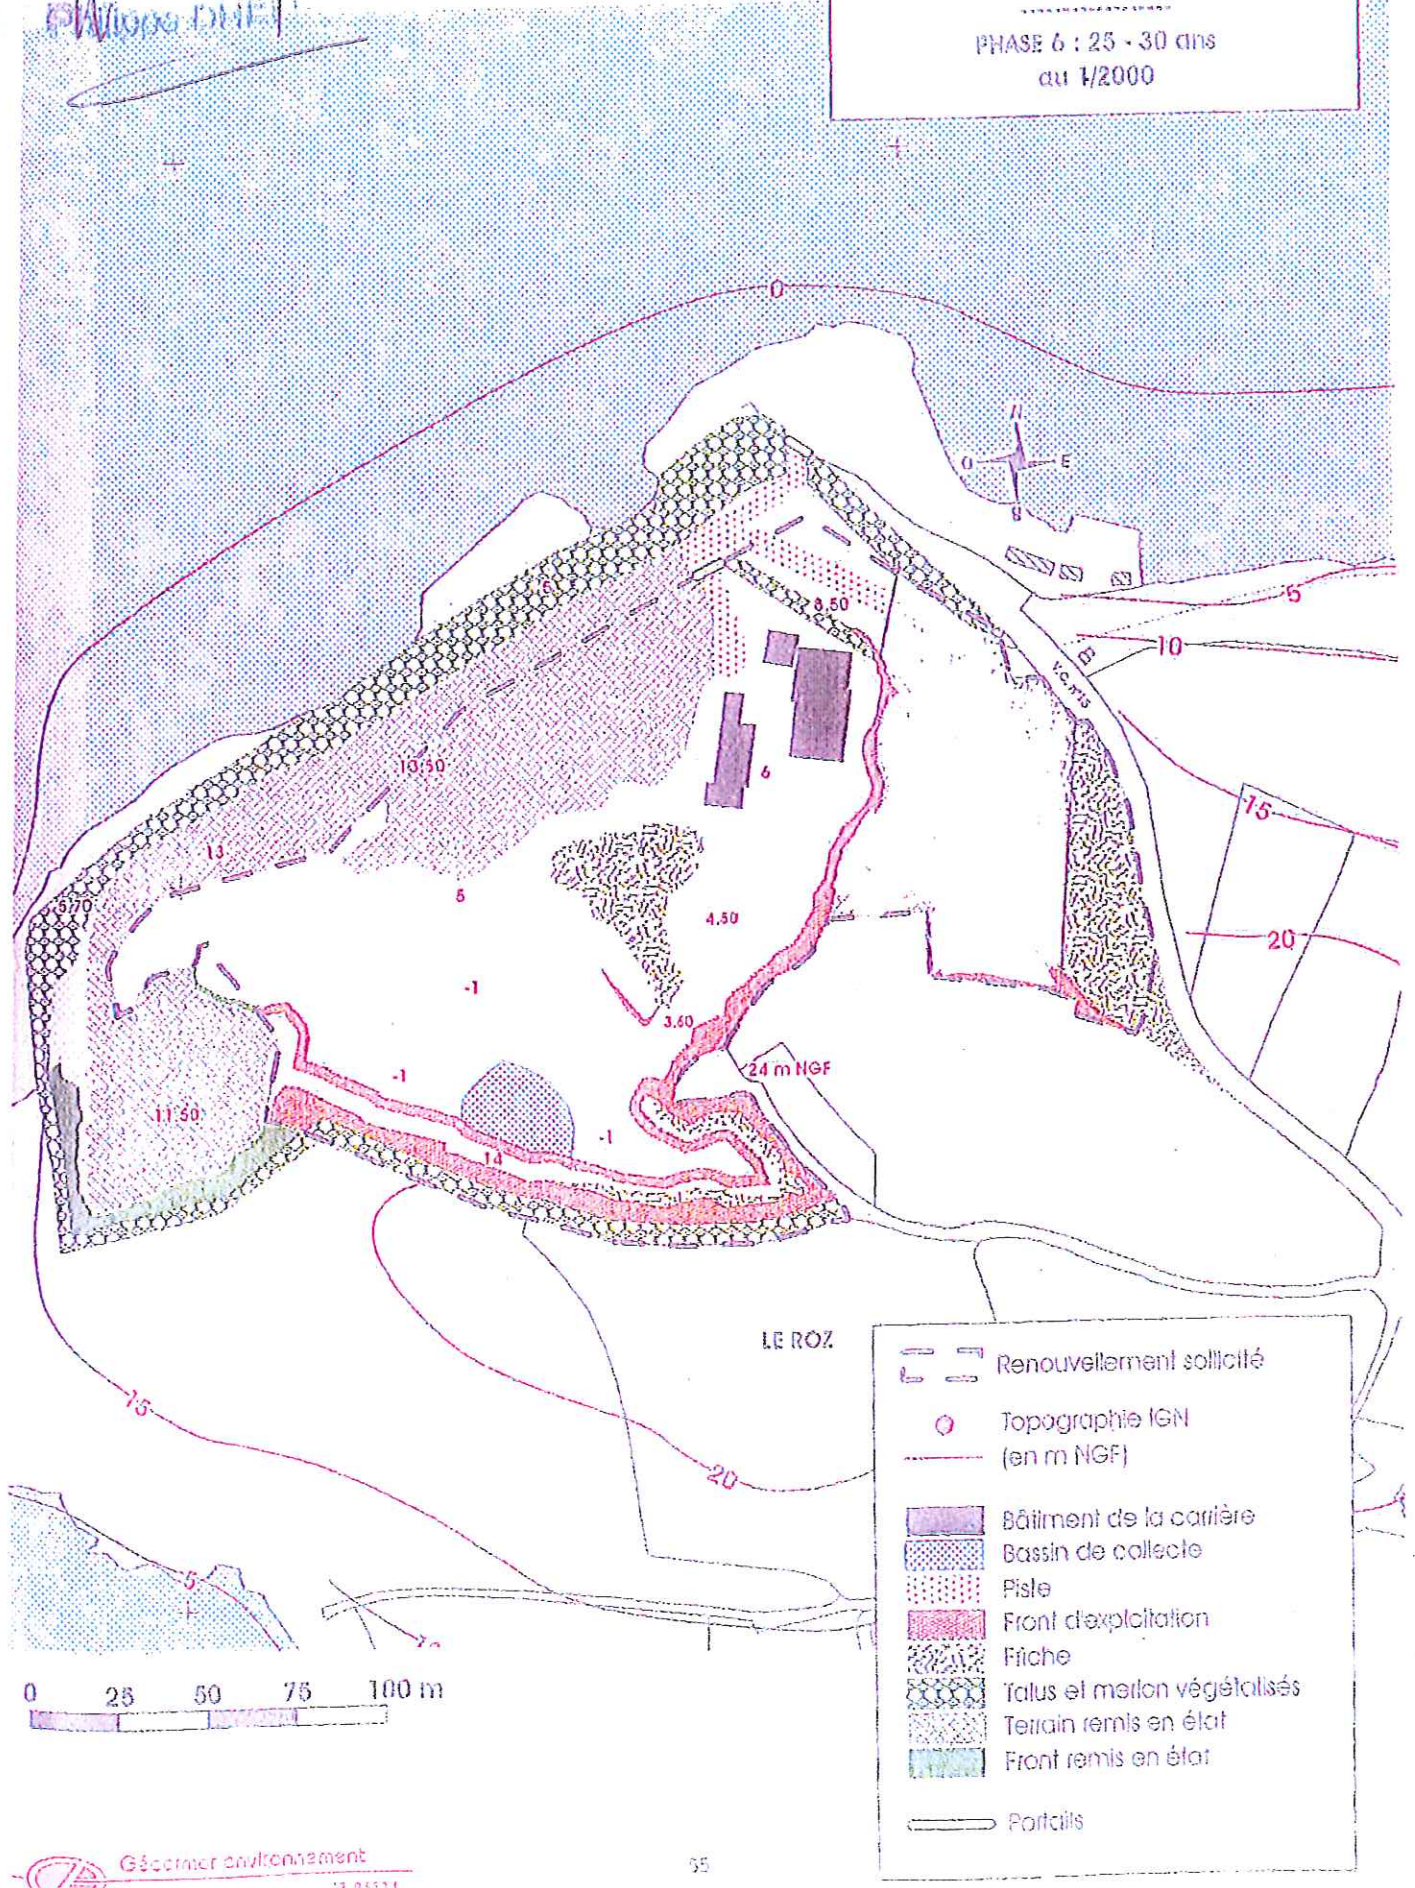 PHASE 6 : 25 - 30 ans
au 1/2000
0
N
O
E
S
5
8,50
5
10
V.C. n°15
10,50
6
15
13
5
4,50
5,70
20
-1
3,60
24 m NGF
-1
11,50
-1
14
LE ROZ
15
20
5
Renouvellement sollicité
Topographie IGN
(en m NGF)
Bâtiment de la carrière
Bassin de collecte
Piste
Front d'exploitation
Friche
Talus et merlon végétalisés
Terrain remis en état
Front remis en état
Portails
0 25 50 75 100 m
Géoarmor environnement